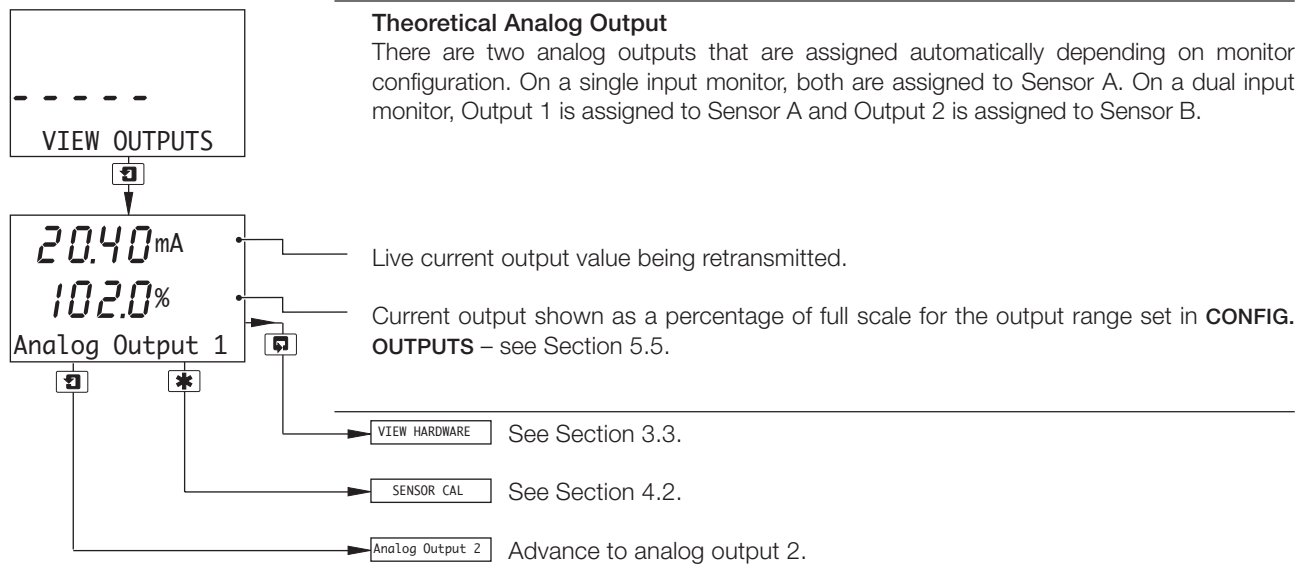 Theoretical Analog Output
There are two analog outputs that are assigned automatically depending on monitor
configuration. On a single input monitor, both are assigned to Sensor A. On a dual input
monitor, Output 1 is assigned to Sensor A and Output 2 is assigned to Sensor B.
- - - - -
VIEW OUTPUTS
20.40 mA
Live current output value being retransmitted.
102.0 %
Current output shown as a percentage of full scale for the output range set in CONFIG.
OUTPUTS – see Section 5.5.
Analog Output 1
VIEW HARDWARE See Section 3.3.
SENSOR CAL See Section 4.2.
Analog Output 2 Advance to analog output 2.